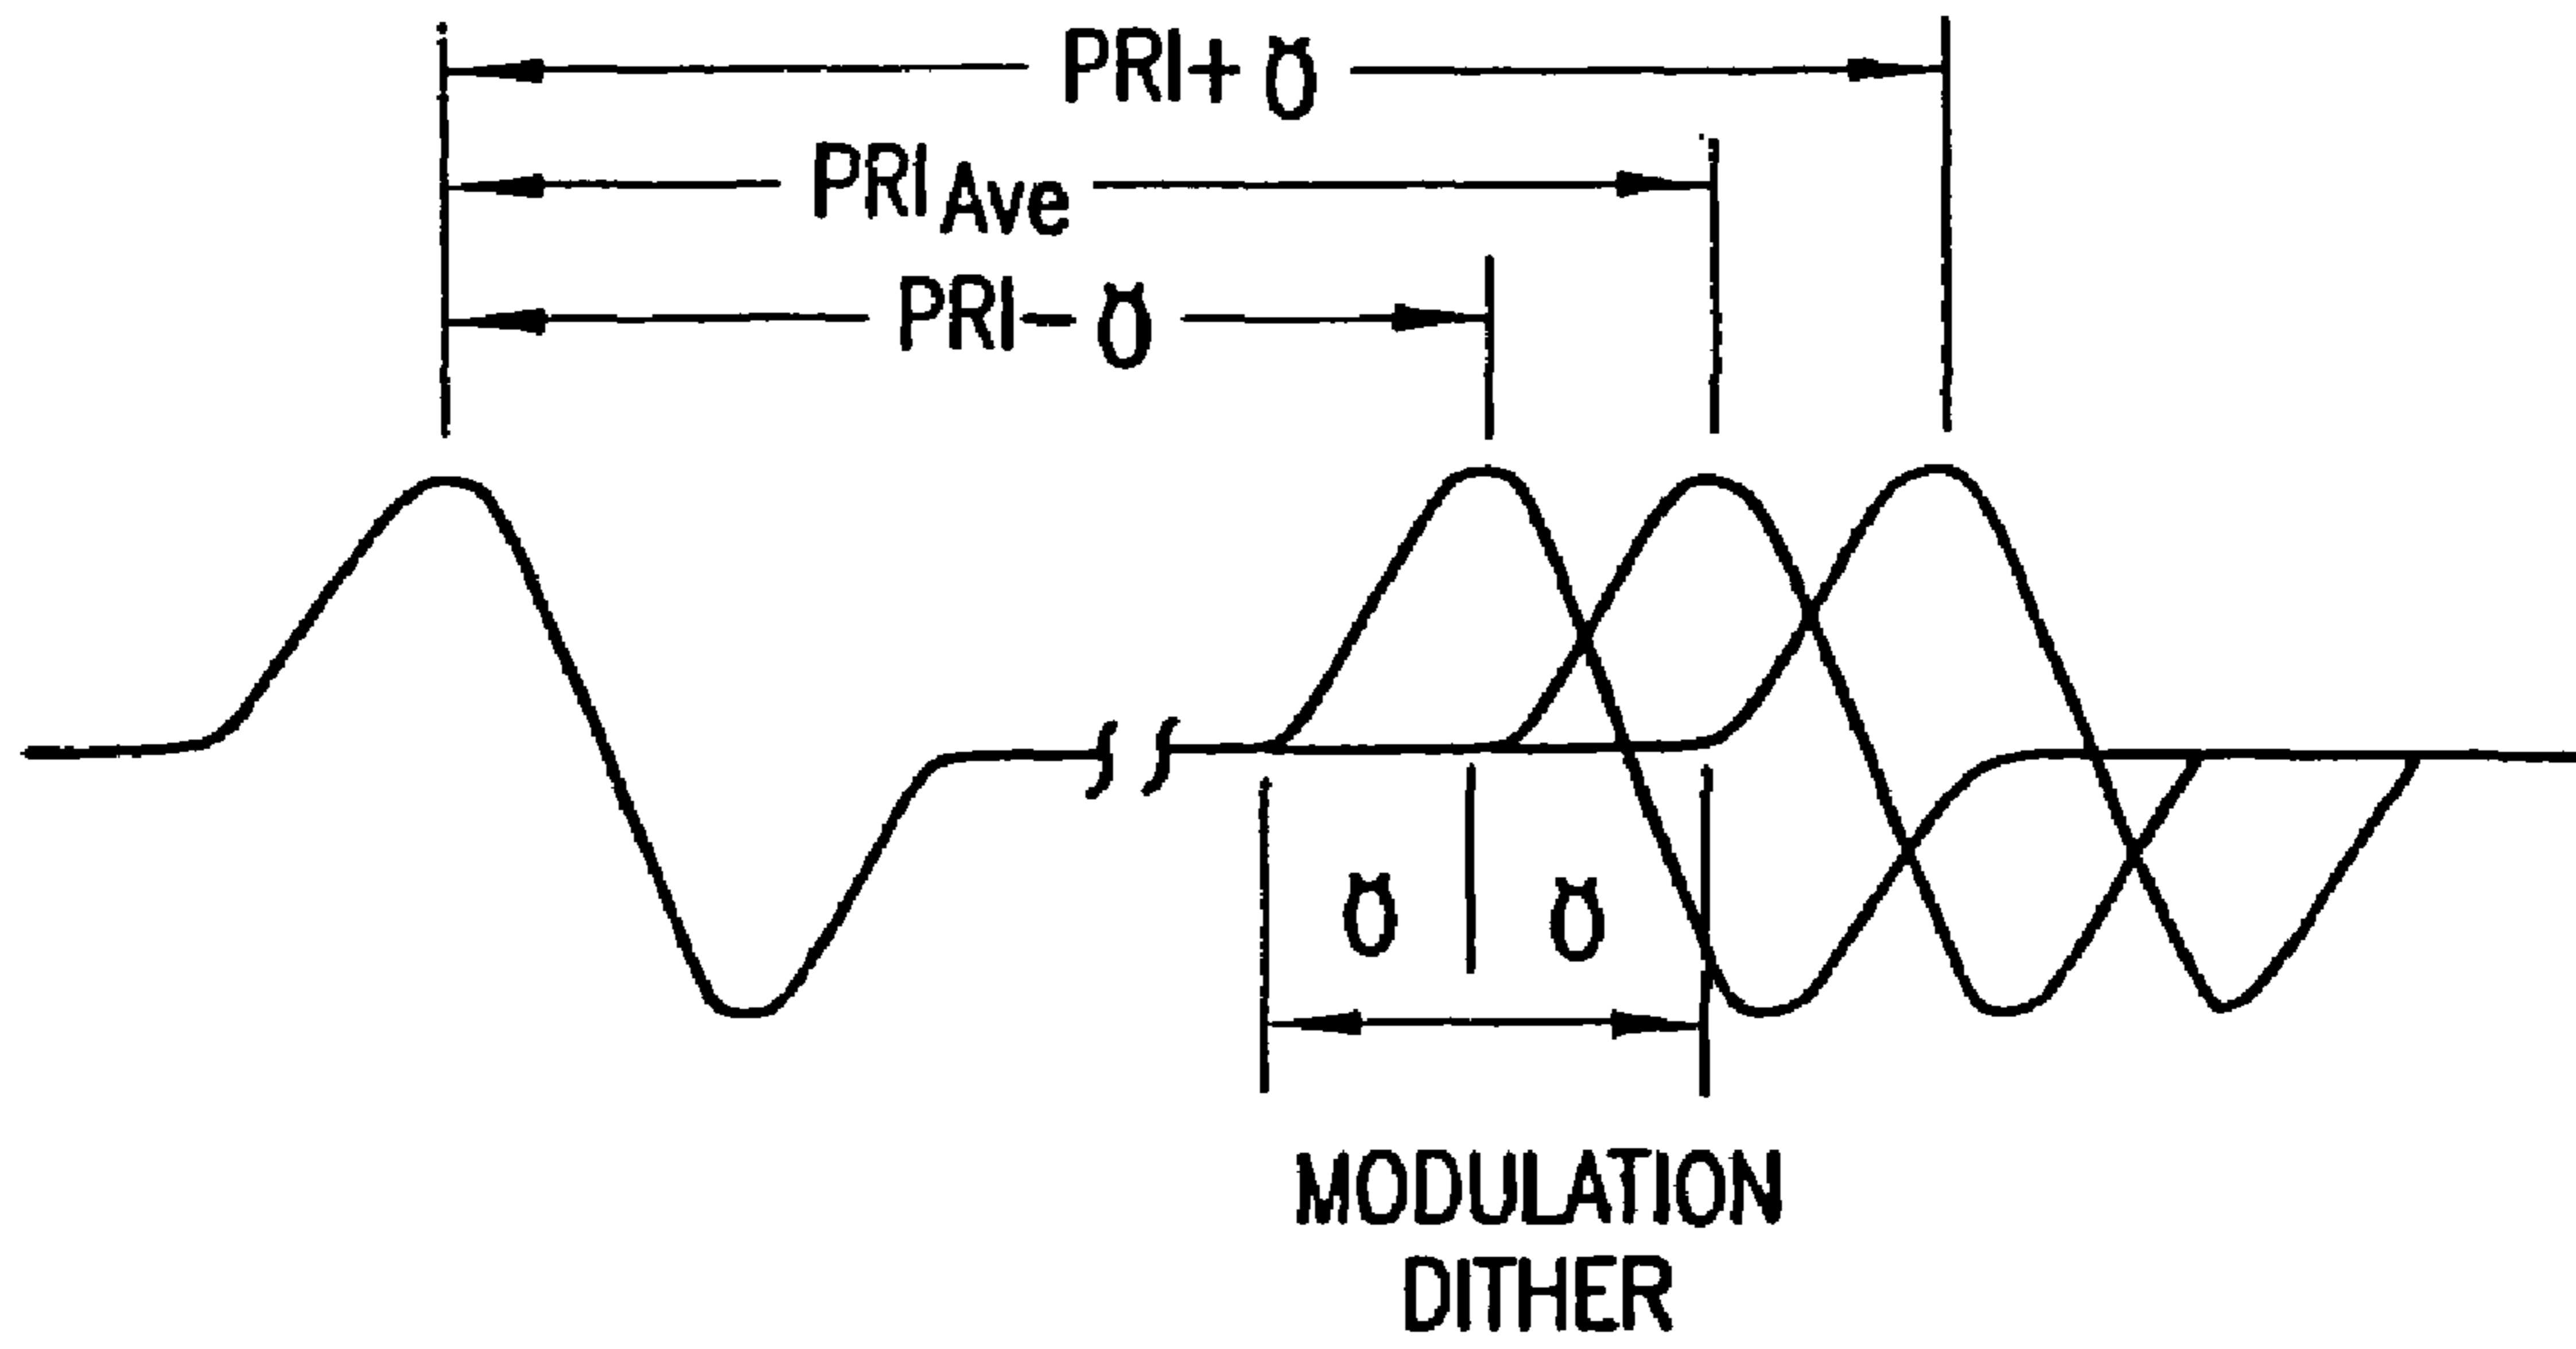 PRI+ ծ
PRI Ave
PRI- ծ
ծ ծ
MODULATION
DITHER